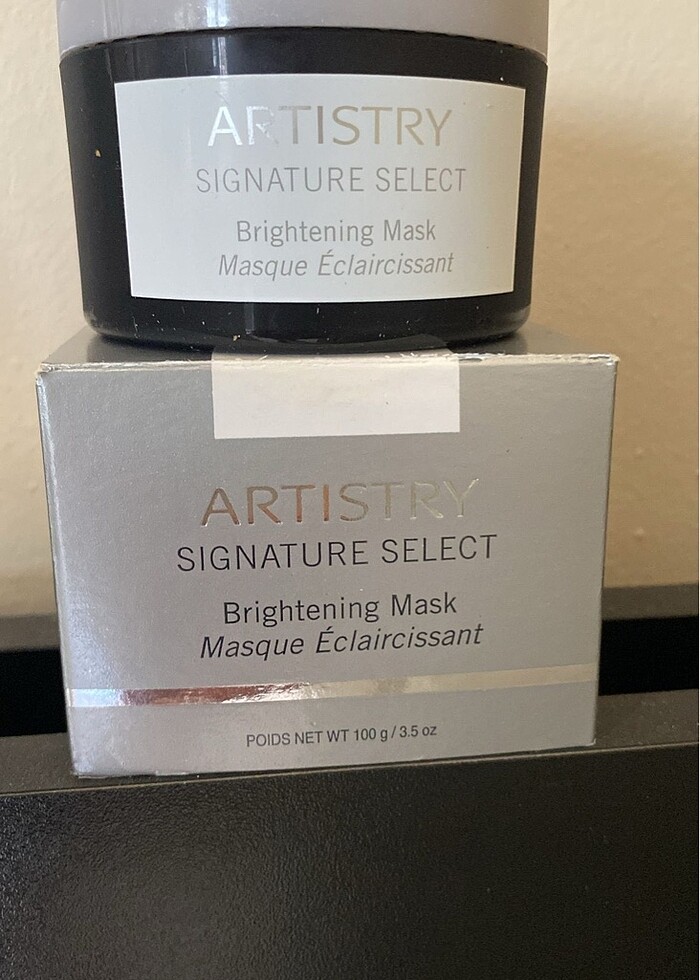 ARTISTRY
SIGNATURE SELECT
Brightening Mask
Masque Éclaircissant
ARTISTRY
SIGNATURE SELECT
Brightening Mask
Masque Éclaircissant
POIDS NET WT 100 g / 3.5 oz